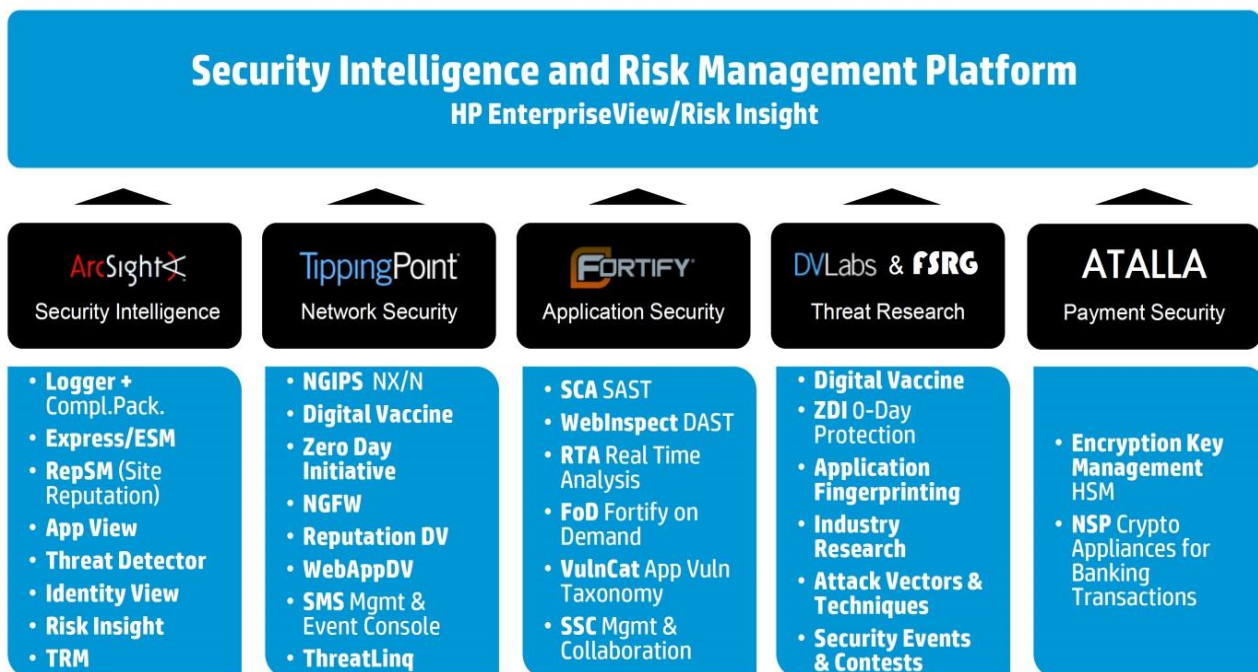 Security Intelligence and Risk Management Platform
HP EnterpriseView/Risk Insight
ArcSight
Security Intelligence
• Logger +
Compl.Pack.
• Express/ESM
• RepSM (Site
Reputation)
• App View
• Threat Detector
• Identity View
• Risk Insight
• TRM
TippingPoint
Network Security
• NGIPS NX/N
• Digital Vaccine
• Zero Day
Initiative
• NGFW
• Reputation DV
• WebAppDV
• SMS Mgmt &
Event Console
• ThreatLinq
FORTIFY
Application Security
• SCA SAST
• WebInspect DAST
• RTA Real Time
Analysis
• FoD Fortify on
Demand
• VulnCat App Vuln
Taxonomy
• SSC Mgmt &
Collaboration
DVLabs & FSRG
Threat Research
• Digital Vaccine
• ZDI 0-Day
Protection
• Application
Fingerprinting
• Industry
Research
• Attack Vectors &
Techniques
• Security Events
& Contests
ATALLA
Payment Security
• Encryption Key
Management
HSM
• NSP Crypto
Appliances for
Banking
Transactions